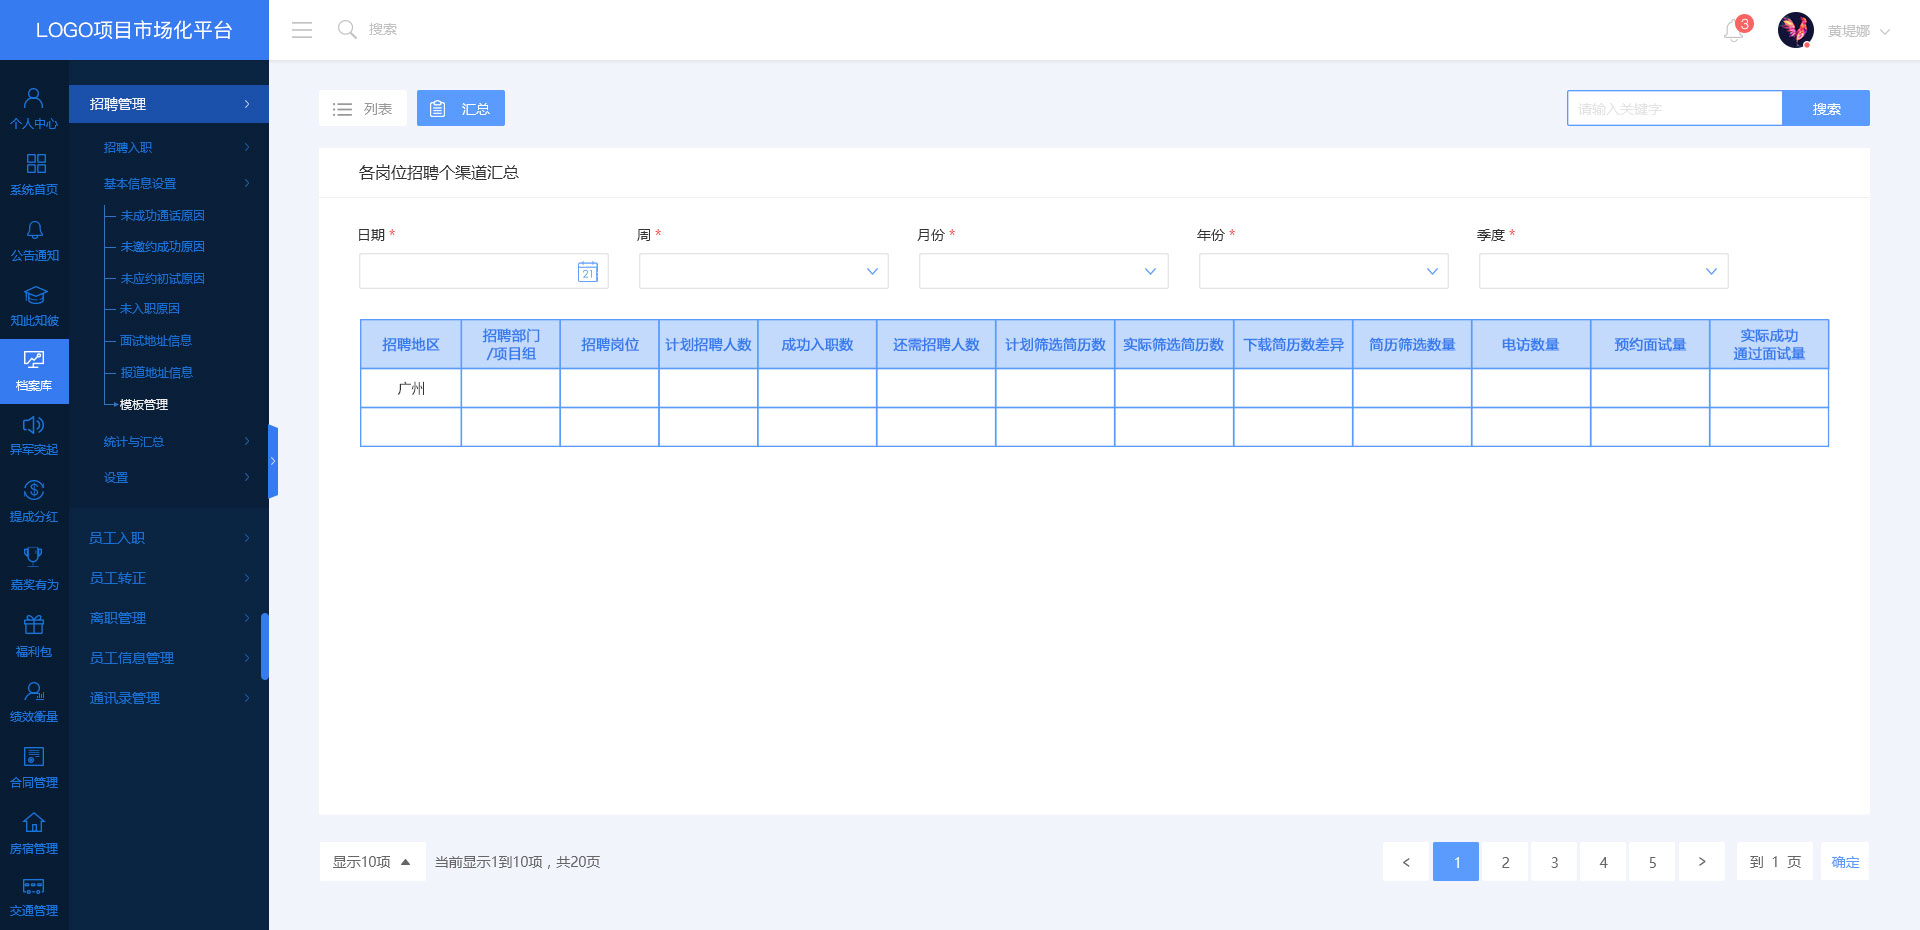 LOGO项目市场化平台
搜索
3
黄堤娜
个人中心
系统首页
公告通知
知此知彼
档案库
异军突起
提成分红
嘉奖有为
福利包
绩效衡量
合同管理
房宿管理
交通管理
招聘管理
招聘入职
基本信息设置
未成功通话原因
未邀约成功原因
未应约初试原因
未入职原因
面试地址信息
报道地址信息
模板管理
统计与汇总
设置
员工入职
员工转正
离职管理
员工信息管理
通讯录管理
列表
汇总
请输入关键字
搜索
各岗位招聘个渠道汇总
日期 *
周 *
月份 *
年份 *
季度 *
21
招聘地区 招聘部门/项目组 招聘岗位 计划招聘人数 成功入职数 还需招聘人数 计划筛选简历数 实际筛选简历数 下载简历数差异 简历筛选数量 电访数量 预约面试量 实际成功通过面试量
广州
显示10项
当前显示1到10项，共20页
< 1 2 3 4 5 >
到 1 页
确定